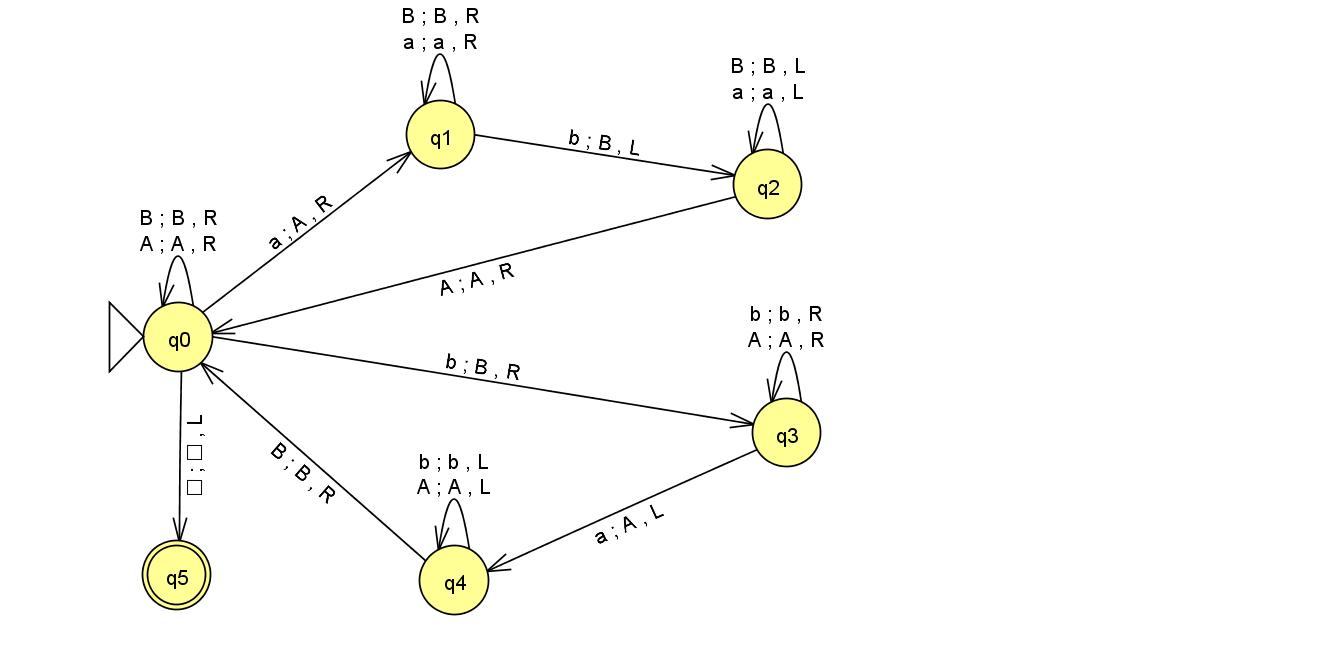 B ; B , R
a ; a , R
q1
B ; B , L
a ; a , L
q2
b ; B , L
a ; A , R
B ; B , R
A ; A , R
q0
A ; A , R
b ; B , R
b ; b , R
A ; A , R
q3
□ ; □ , L
B ; B , R
b ; b , L
A ; A , L
q4
a ; A , L
q5